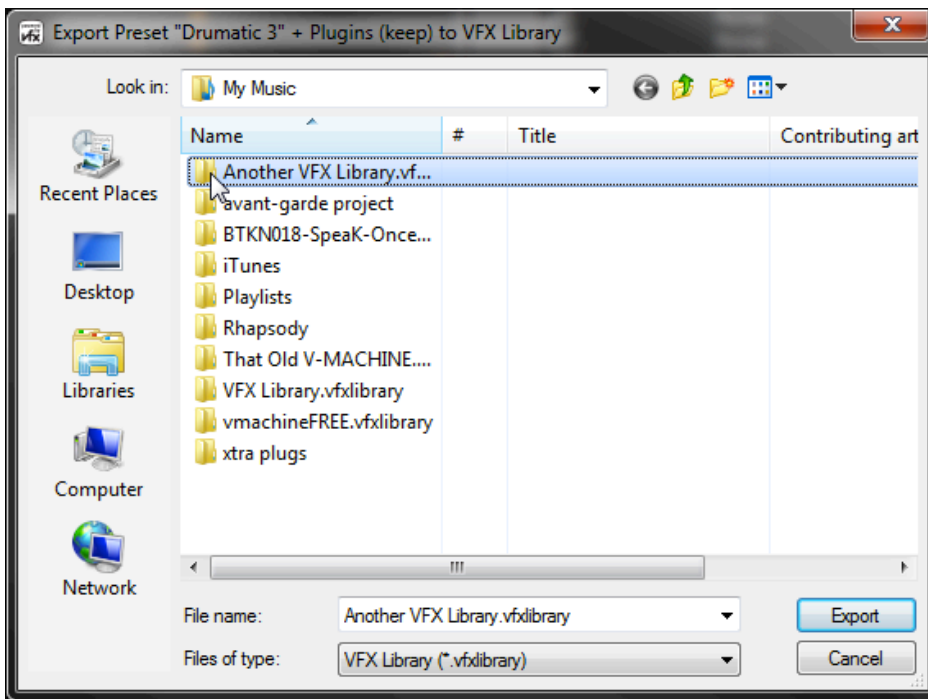 Export Preset "Drumatic 3" + Plugins (keep) to VFX Library
Look in: My Music
Name # Title Contributing art
Another VFX Library.vf...
avant-garde project
BTKN018-SpeaK-Once...
iTunes
Playlists
Rhapsody
That Old V-MACHINE....
VFX Library.vfxlibrary
vmachineFREE.vfxlibrary
xtra plugs
Recent Places
Desktop
Libraries
Computer
Network
File name: Another VFX Library.vfxlibrary Export
Files of type: VFX Library (*.vfxlibrary) Cancel